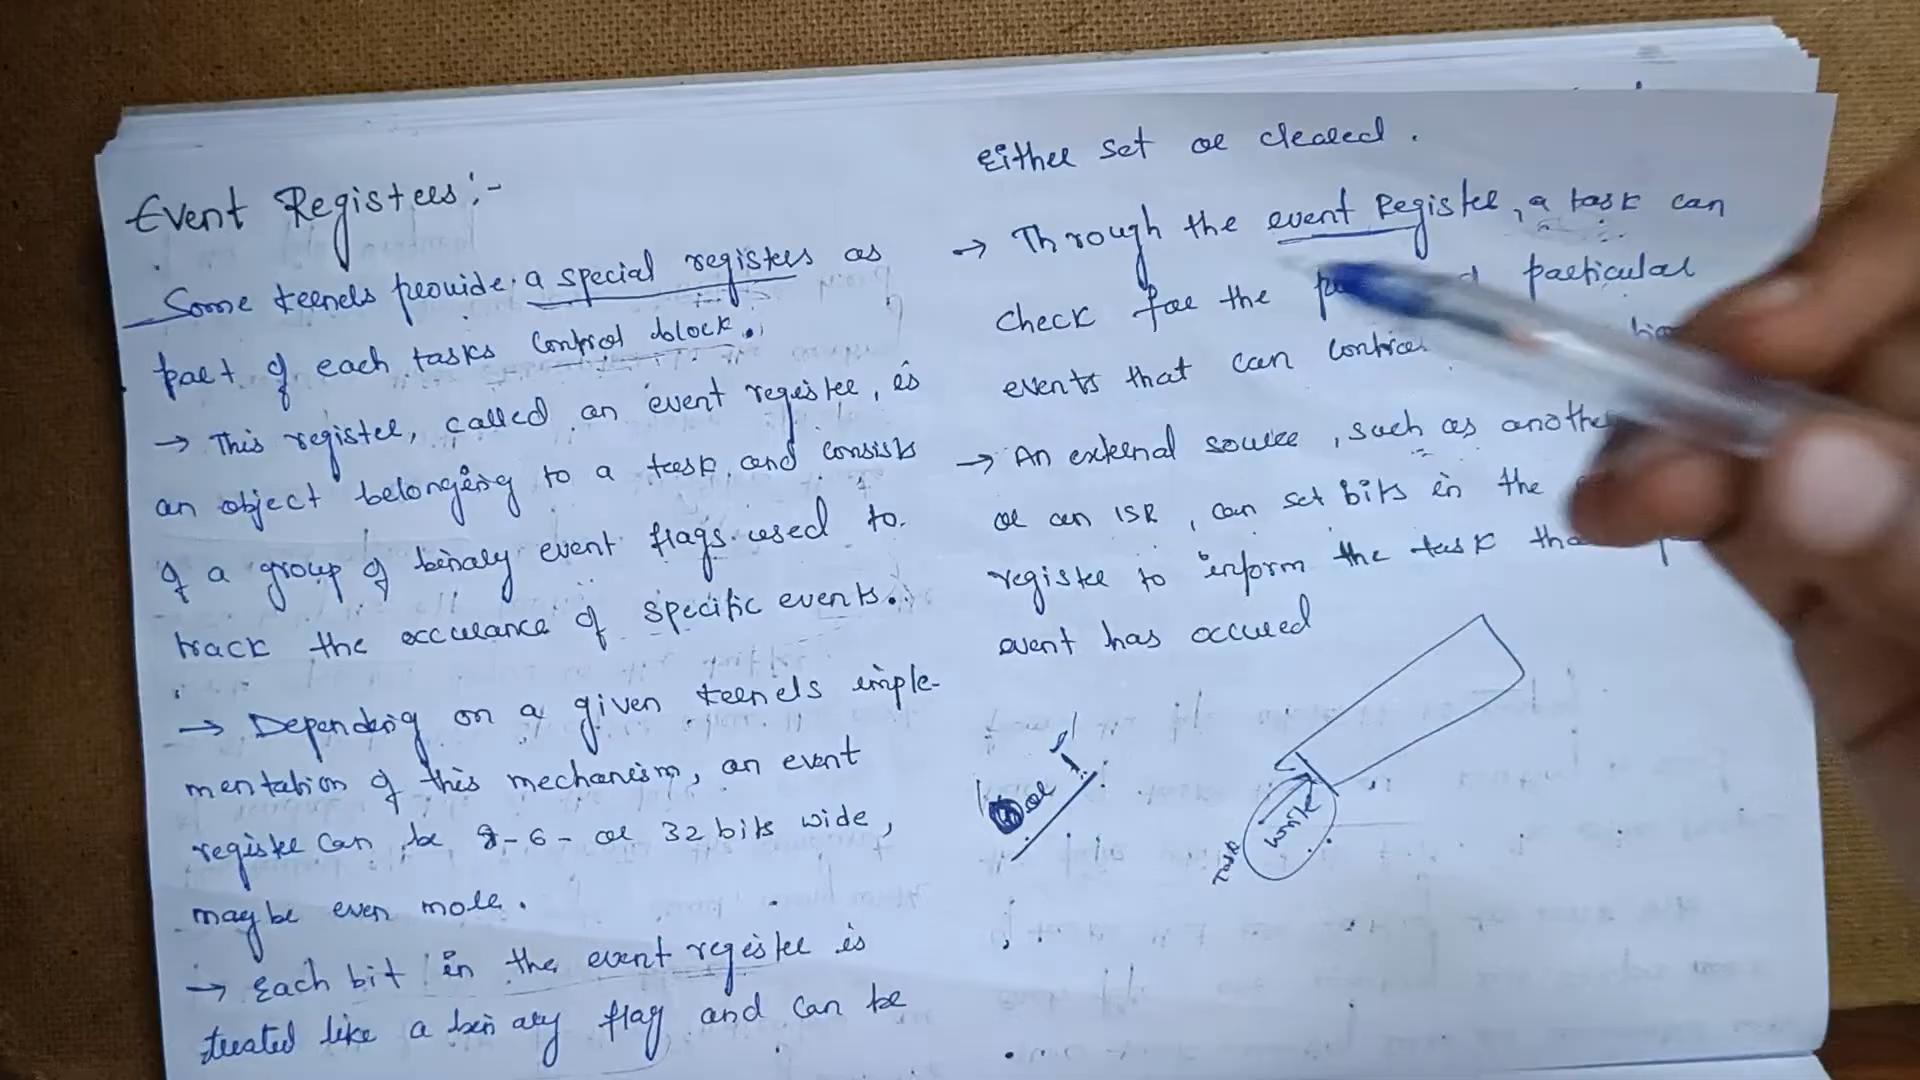 Event Registers:-
Some kernels provide a special registers as
part of each tasks control block.
→ This register, called an event register, is
an object belonging to a task and consists
of a group of binary event flags used to
track the occurance of specific events.
→ Depending on a given kernels imple-
mentation of this mechanism, an event
register can be 8-6- or 32 bits wide,
maybe even more.
→ Each bit in the event register is
treated like a binary flag and can be
either set or cleared.
→ Through the event Register, a task can
check for the particular
events that can
→ An external source, such as another
or an ISR, can set bits in the
register to inform the task that
event has occured
or
work
Task